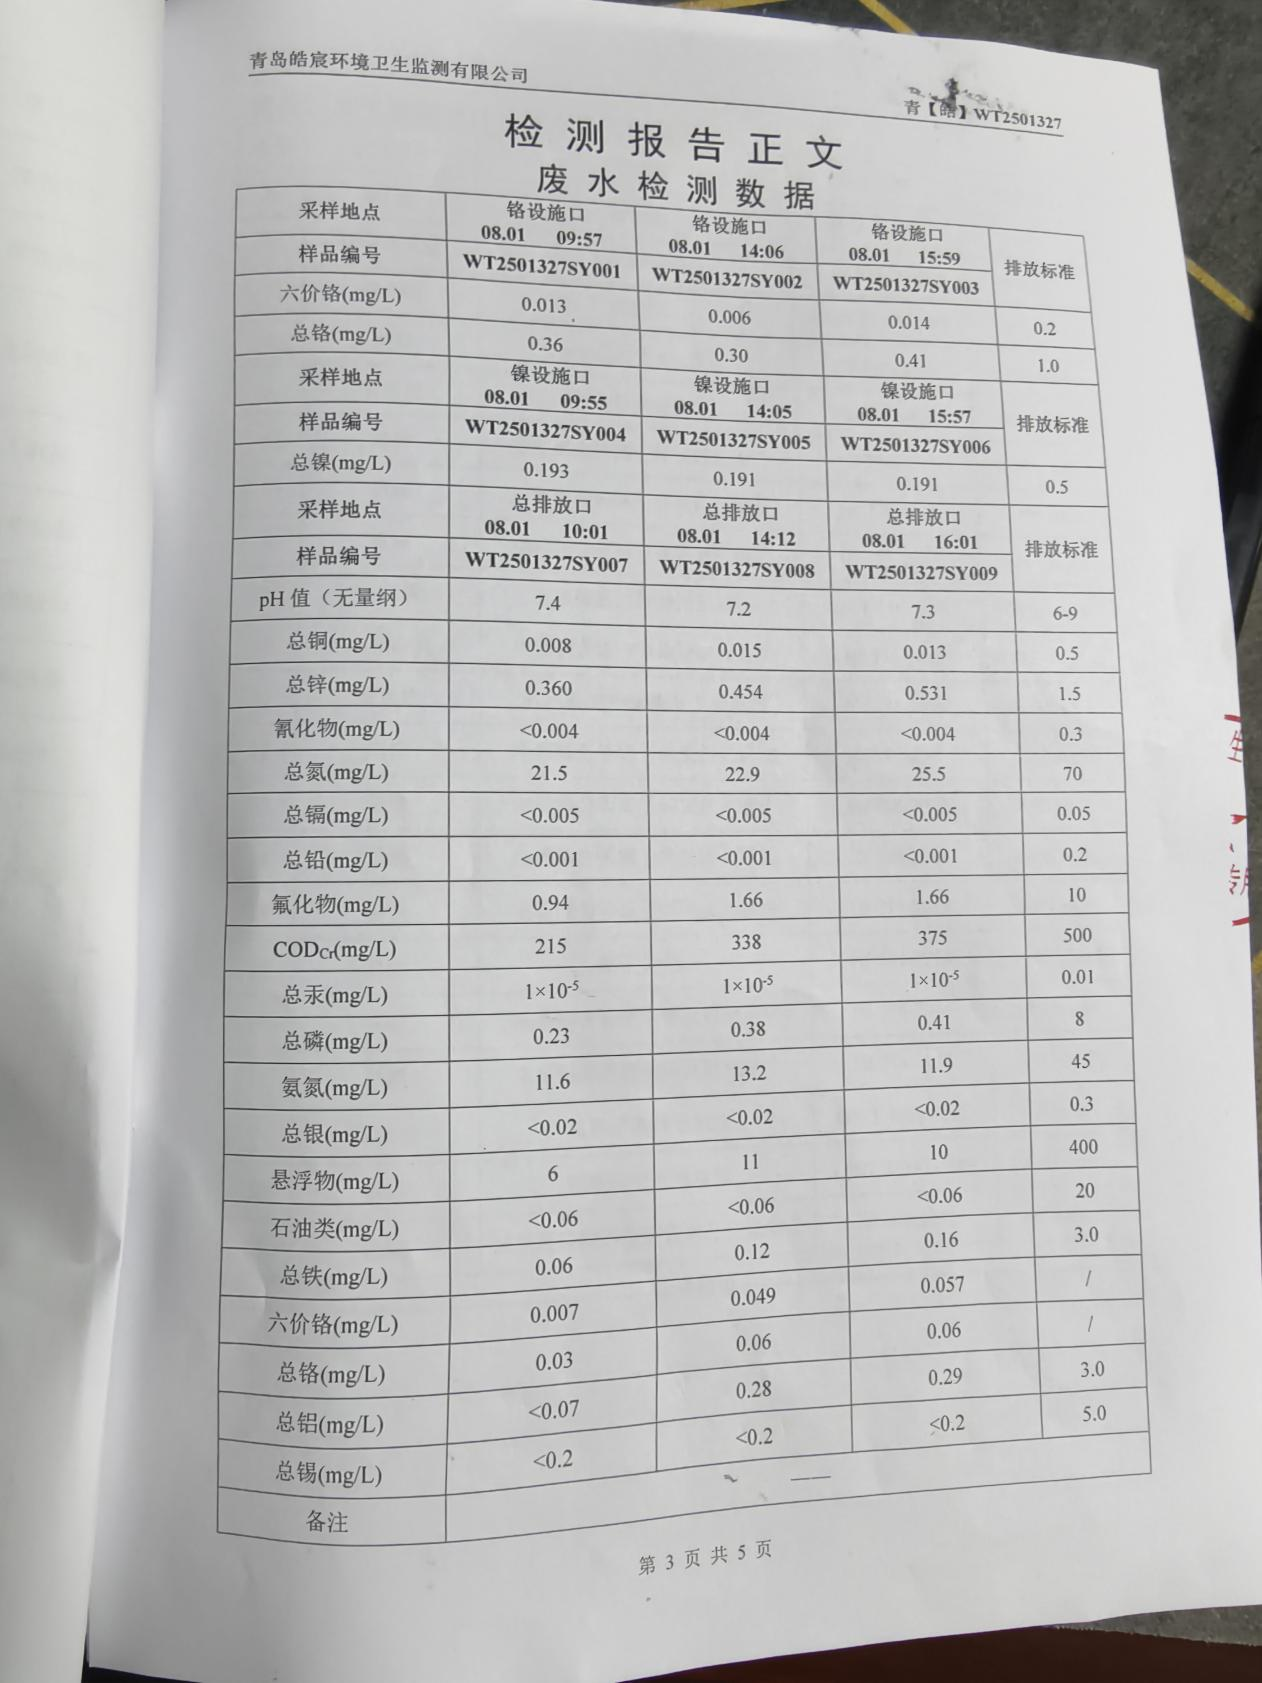 青岛皓宸环境卫生监测有限公司
青【皓】WT2501327
检测报告正文
废水检测数据
采样地点 铬设施口 08.01 09:57 铬设施口 08.01 14:06 铬设施口 08.01 15:59 排放标准
样品编号 WT2501327SY001 WT2501327SY002 WT2501327SY003
六价铬(mg/L) 0.013 0.006 0.014 0.2
总铬(mg/L) 0.36 0.30 0.41 1.0
采样地点 镍设施口 08.01 09:55 镍设施口 08.01 14:05 镍设施口 08.01 15:57 排放标准
样品编号 WT2501327SY004 WT2501327SY005 WT2501327SY006
总镍(mg/L) 0.193 0.191 0.191 0.5
采样地点 总排放口 08.01 10:01 总排放口 08.01 14:12 总排放口 08.01 16:01 排放标准
样品编号 WT2501327SY007 WT2501327SY008 WT2501327SY009
pH 值（无量纲） 7.4 7.2 7.3 6-9
总铜(mg/L) 0.008 0.015 0.013 0.5
总锌(mg/L) 0.360 0.454 0.531 1.5
氰化物(mg/L) <0.004 <0.004 <0.004 0.3
总氮(mg/L) 21.5 22.9 25.5 70
总镉(mg/L) <0.005 <0.005 <0.005 0.05
总铅(mg/L) <0.001 <0.001 <0.001 0.2
氟化物(mg/L) 0.94 1.66 1.66 10
CODCr(mg/L) 215 338 375 500
总汞(mg/L) 1×10-5 1×10-5 1×10-5 0.01
总磷(mg/L) 0.23 0.38 0.41 8
氨氮(mg/L) 11.6 13.2 11.9 45
总银(mg/L) <0.02 <0.02 <0.02 0.3
悬浮物(mg/L) 6 11 10 400
石油类(mg/L) <0.06 <0.06 <0.06 20
总铁(mg/L) 0.06 0.12 0.16 3.0
六价铬(mg/L) 0.007 0.049 0.057 /
总铬(mg/L) 0.03 0.06 0.06 /
总铝(mg/L) <0.07 0.28 0.29 3.0
总锡(mg/L) <0.2 <0.2 <0.2 5.0
备注 ——
第 3 页 共 5 页